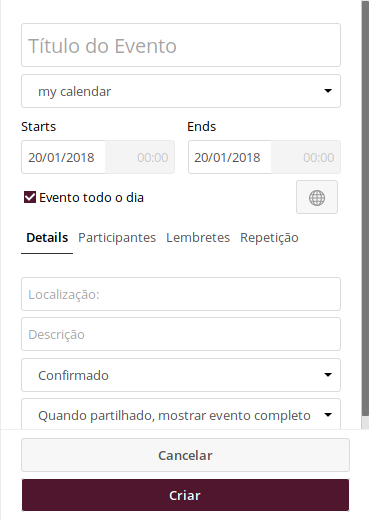 Título do Evento
my calendar
Starts Ends
20/01/2018 00:00 20/01/2018 00:00
Evento todo o dia
Details Participantes Lembretes Repetição
Localização:
Descrição
Confirmado
Quando partilhado, mostrar evento completo
Cancelar
Criar